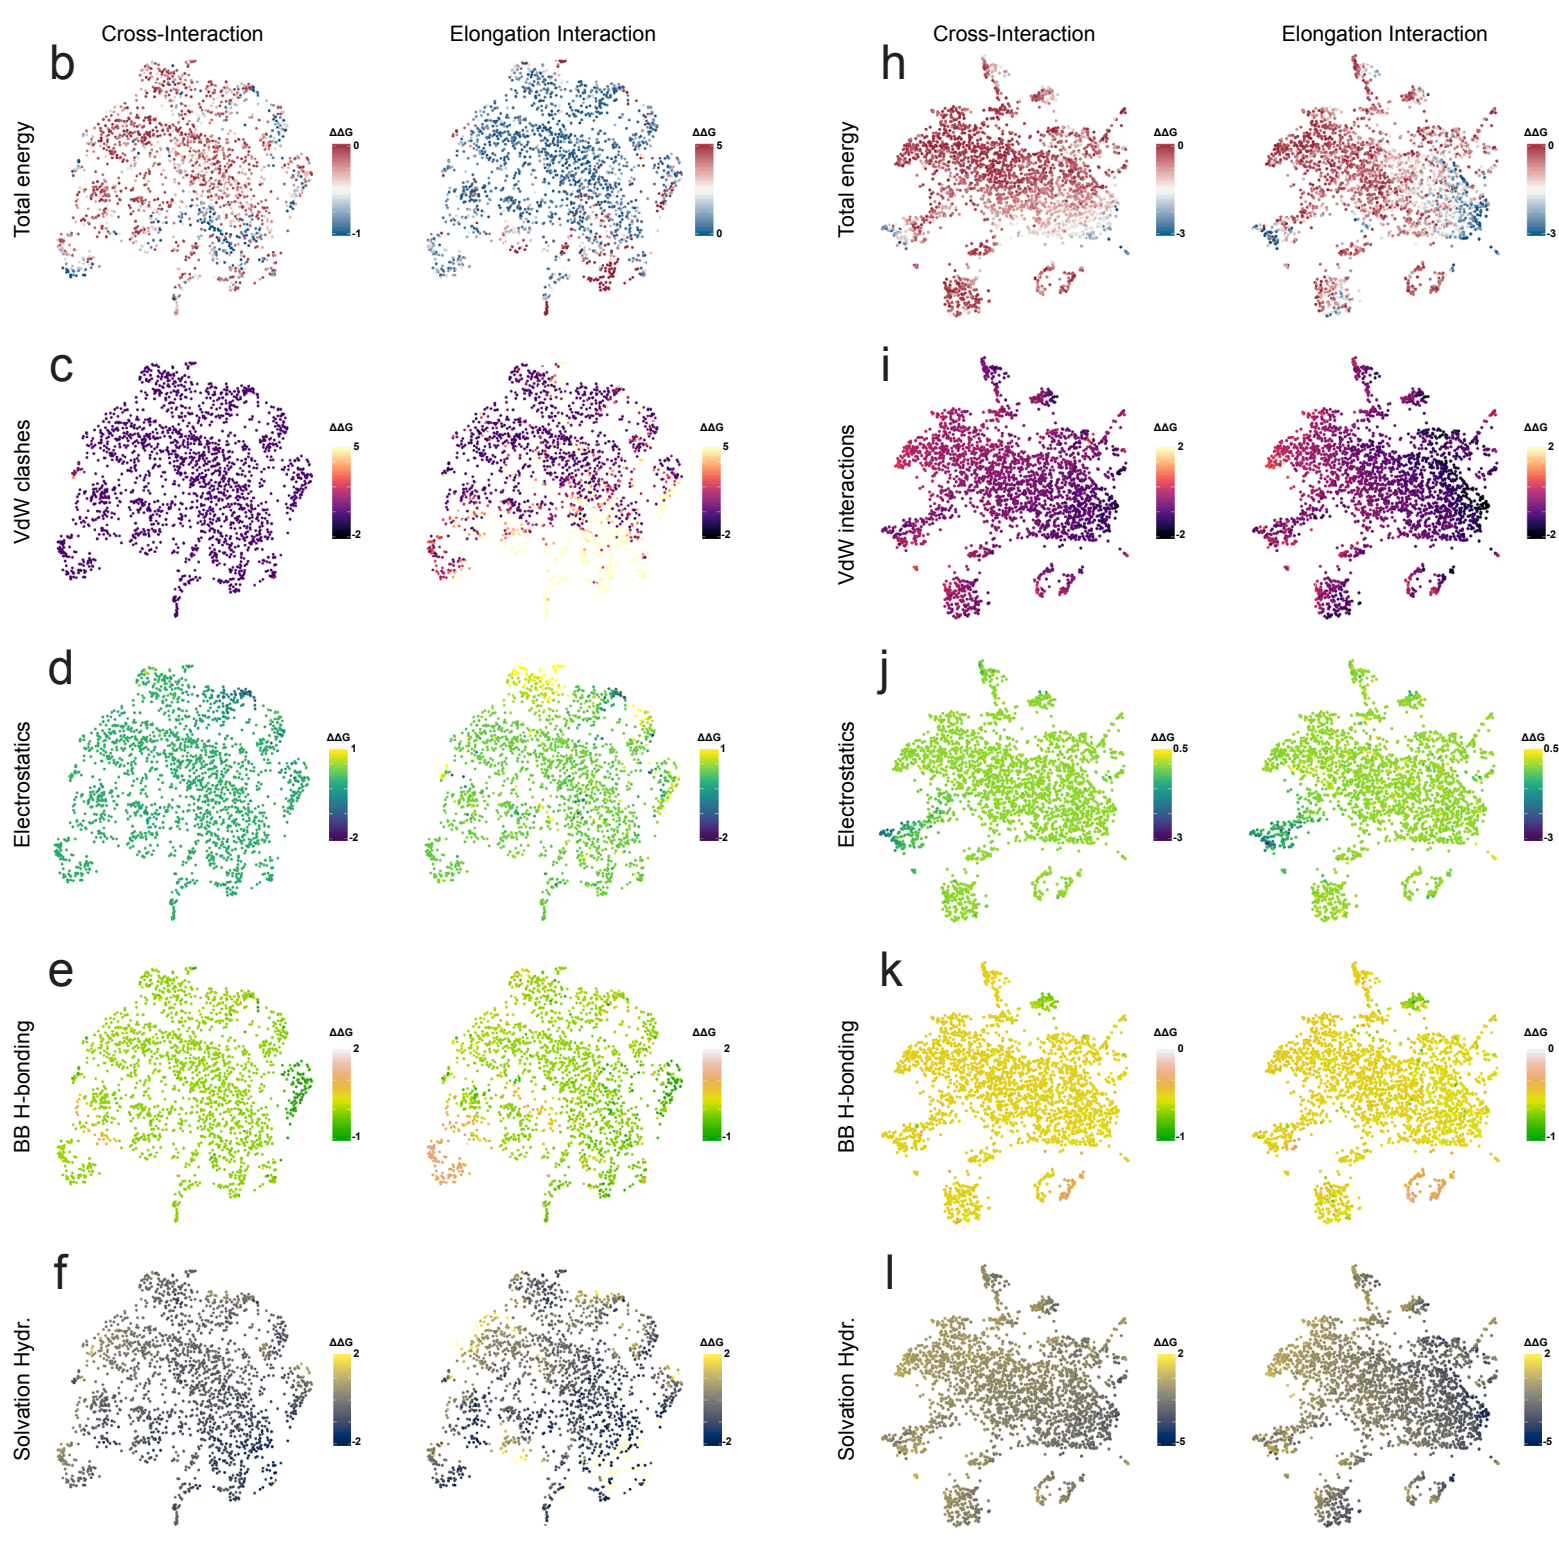 Cross-Interaction
Elongation Interaction
Cross-Interaction
Elongation Interaction
b
Total energy
ΔΔG
0
-1
ΔΔG
5
0
h
Total energy
ΔΔG
0
-3
ΔΔG
0
-3
c
VdW clashes
ΔΔG
5
-2
ΔΔG
5
-2
i
VdW interactions
ΔΔG
2
-2
ΔΔG
2
-2
d
Electrostatics
ΔΔG
1
-2
ΔΔG
1
-2
j
Electrostatics
ΔΔG
0.5
-3
ΔΔG
0.5
-3
e
BB H-bonding
ΔΔG
2
-1
ΔΔG
2
-1
k
BB H-bonding
ΔΔG
0
-1
ΔΔG
0
-1
f
Solvation Hydr.
ΔΔG
2
-2
ΔΔG
2
-2
l
Solvation Hydr.
ΔΔG
2
-5
ΔΔG
2
-5